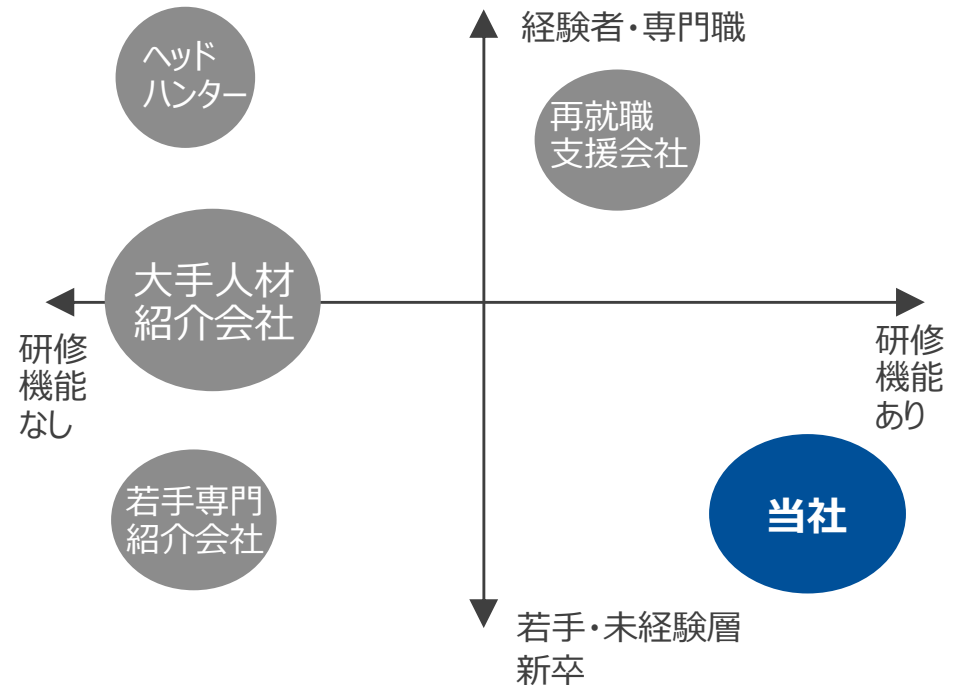 経験者・専門職
ヘッド
ハンター
再就職
支援会社
大手人材
紹介会社
研修
機能
なし
研修
機能
あり
若手専門
紹介会社
当社
若手・未経験層
新卒